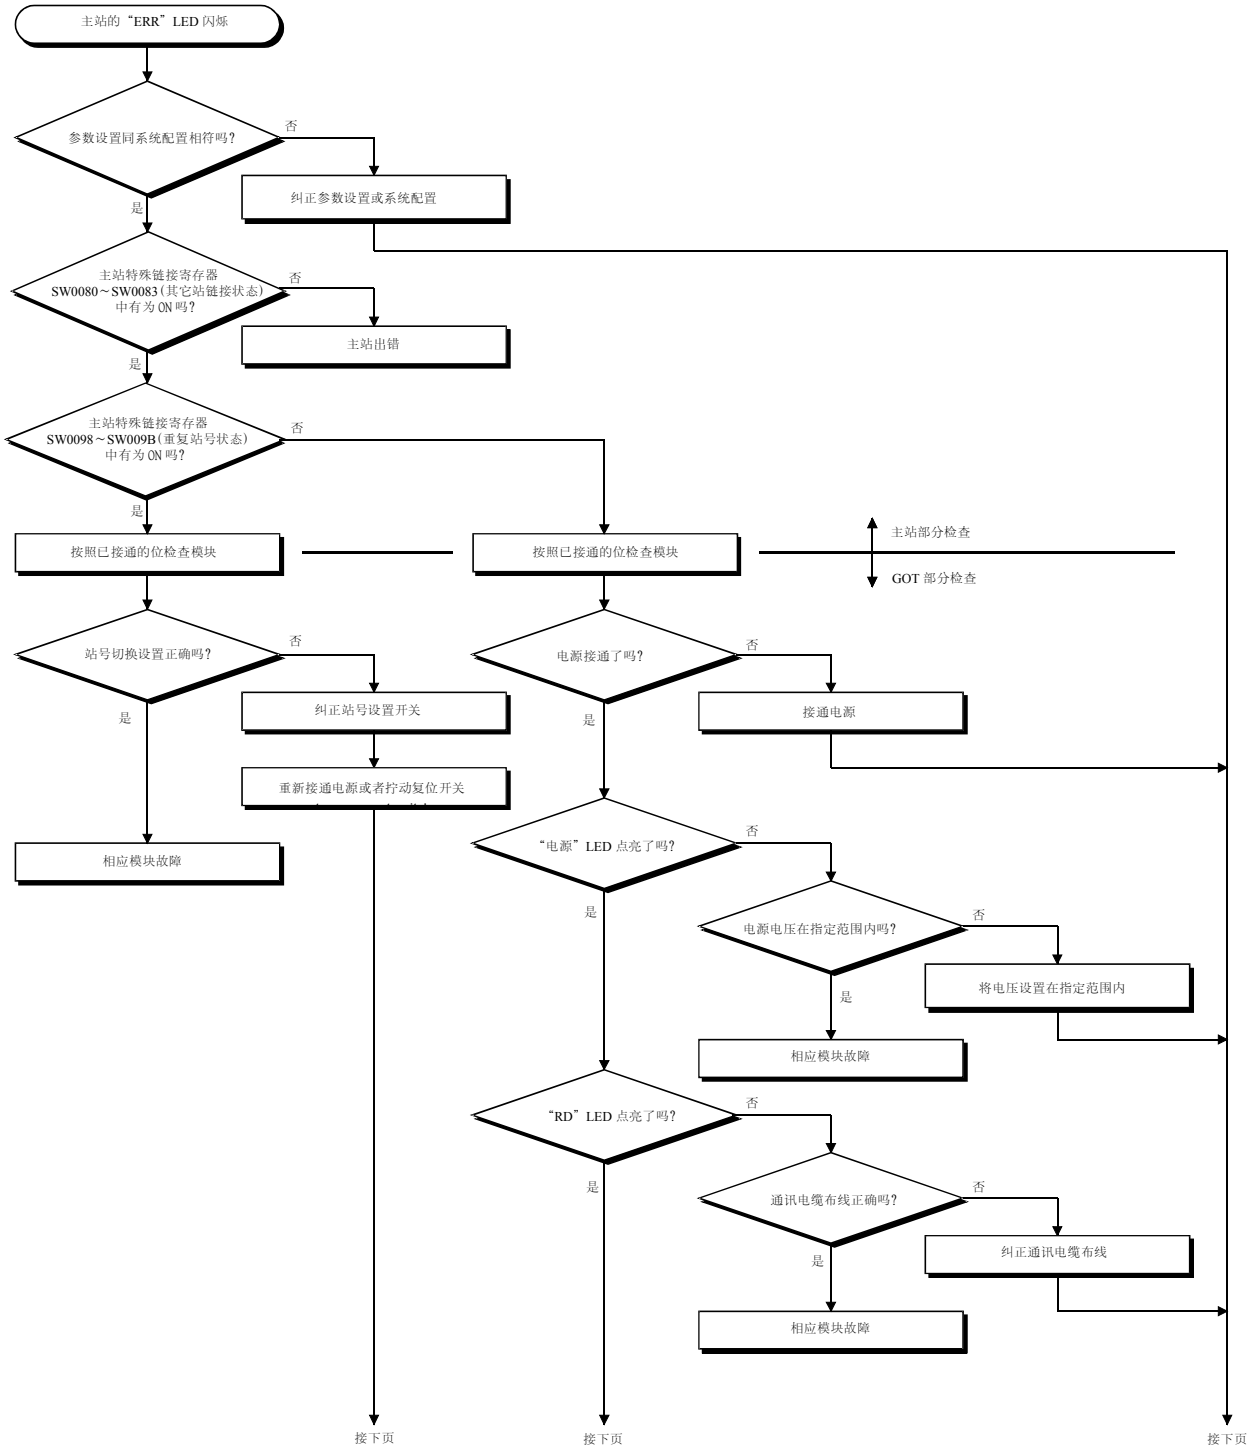 主站的“ERR”LED 闪烁
参数设置同系统配置相符吗?
否
纠正参数设置或系统配置
是
主站特殊链接寄存器
SW0080～SW0083(其它站链接状态)
中有为 ON 吗?
否
主站出错
是
主站特殊链接寄存器
SW0098～SW009B(重复站号状态)
中有为 ON 吗?
否
是
按照已接通的位检查模块
按照已接通的位检查模块
主站部分检查
GOT 部分检查
站号切换设置正确吗?
否
电源接通了吗?
否
纠正站号设置开关
接通电源
是
是
重新接通电源或者拧动复位开关
“电源”LED 点亮了吗?
否
相应模块故障
是
电源电压在指定范围内吗?
否
将电压设置在指定范围内
是
相应模块故障
“RD”LED 点亮了吗?
否
是
通讯电缆布线正确吗?
否
纠正通讯电缆布线
是
相应模块故障
接下页
接下页
接下页